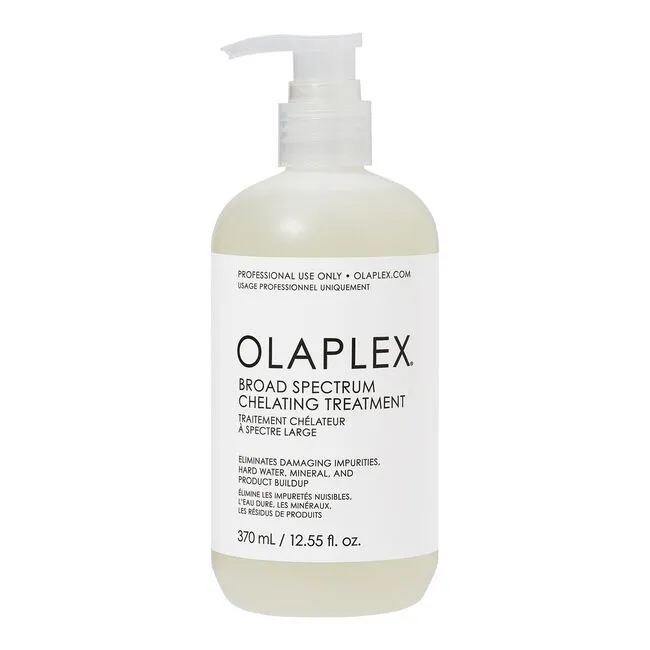 PROFESSIONAL USE ONLY • OLAPLEX.COM
USAGE PROFESSIONNEL UNIQUEMENT
OLAPLEX®
BROAD SPECTRUM
CHELATING TREATMENT
TRAITEMENT CHÉLATEUR
À SPECTRE LARGE
ELIMINATES DAMAGING IMPURITIES,
HARD WATER, MINERAL, AND
PRODUCT BUILDUP
ÉLIMINE LES IMPURETÉS NUISIBLES,
L'EAU DURE, LES MINÉRAUX,
LES RÉSIDUS DE PRODUITS
370 mL / 12.55 fl. oz.